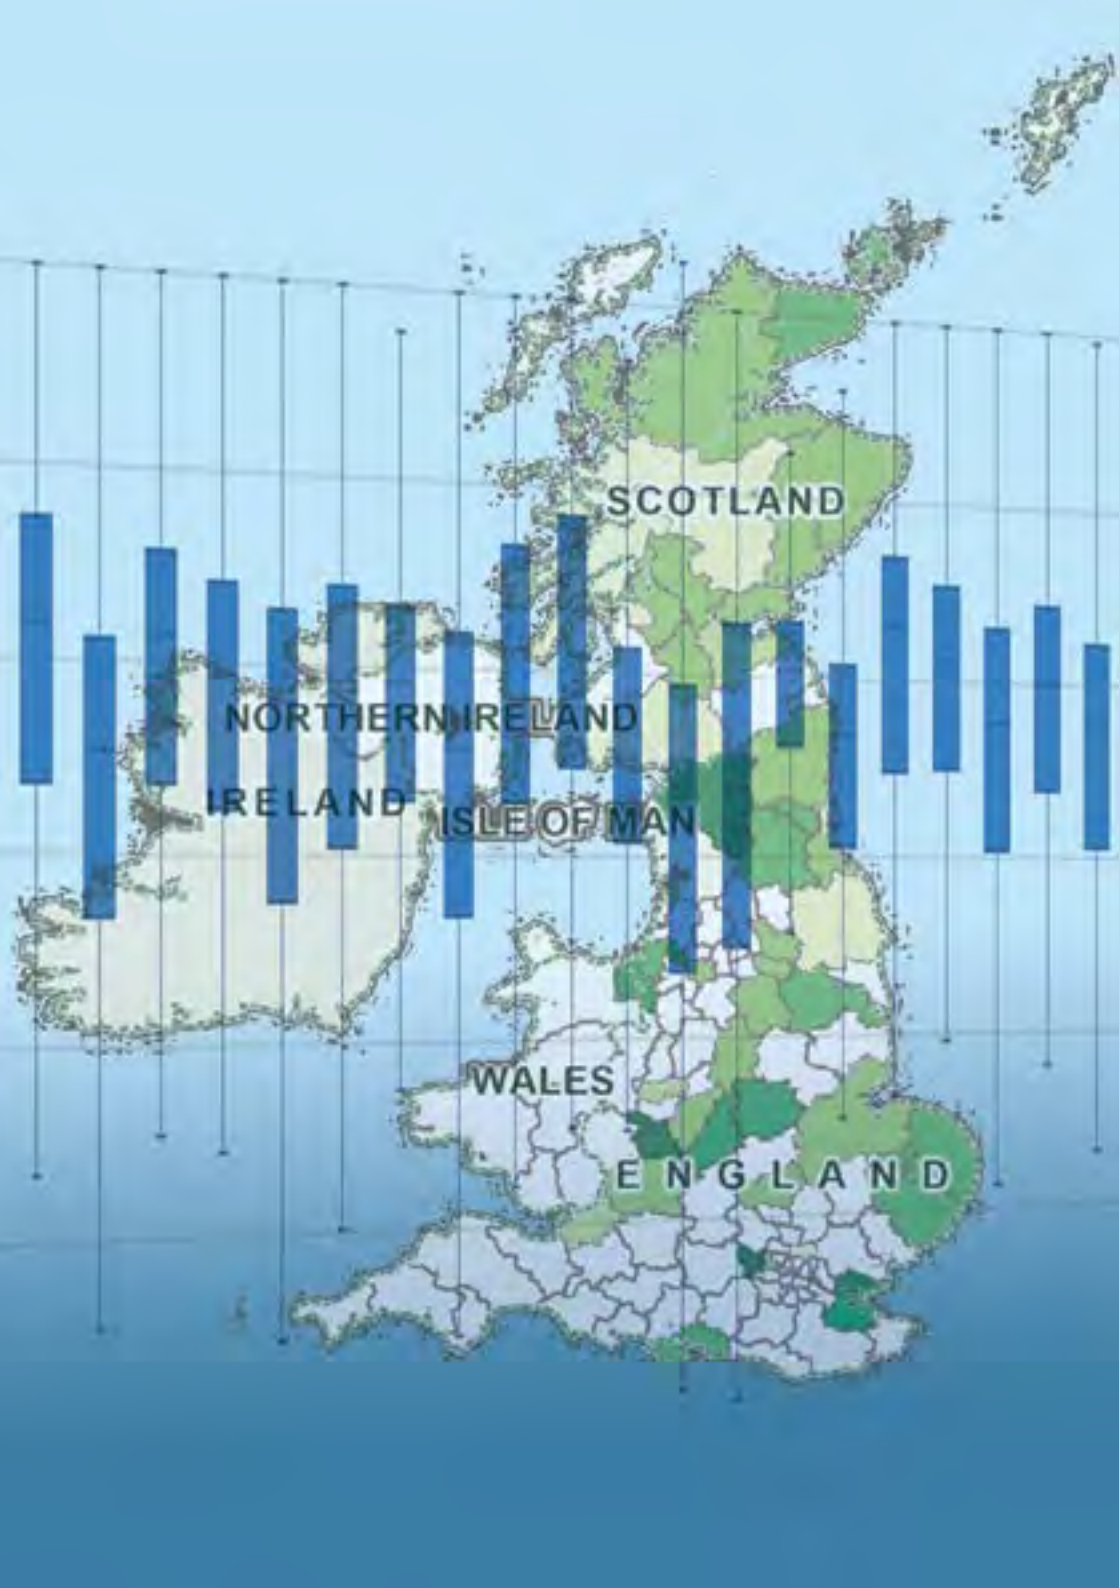 SCOTLAND
NORTHERN IRELAND
IRELAND
ISLE OF MAN
WALES
ENGLAND